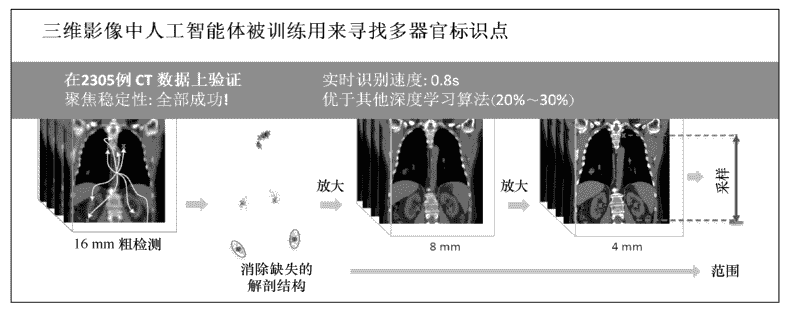 三维影像中人工智能体被训练用来寻找多器官标识点
在2305例 CT 数据上验证
聚焦稳定性: 全部成功!
实时识别速度: 0.8s
优于其他深度学习算法(20%～30%)
放大
放大
采样
16 mm 粗检测
消除缺失的
解剖结构
8 mm
4 mm
范围